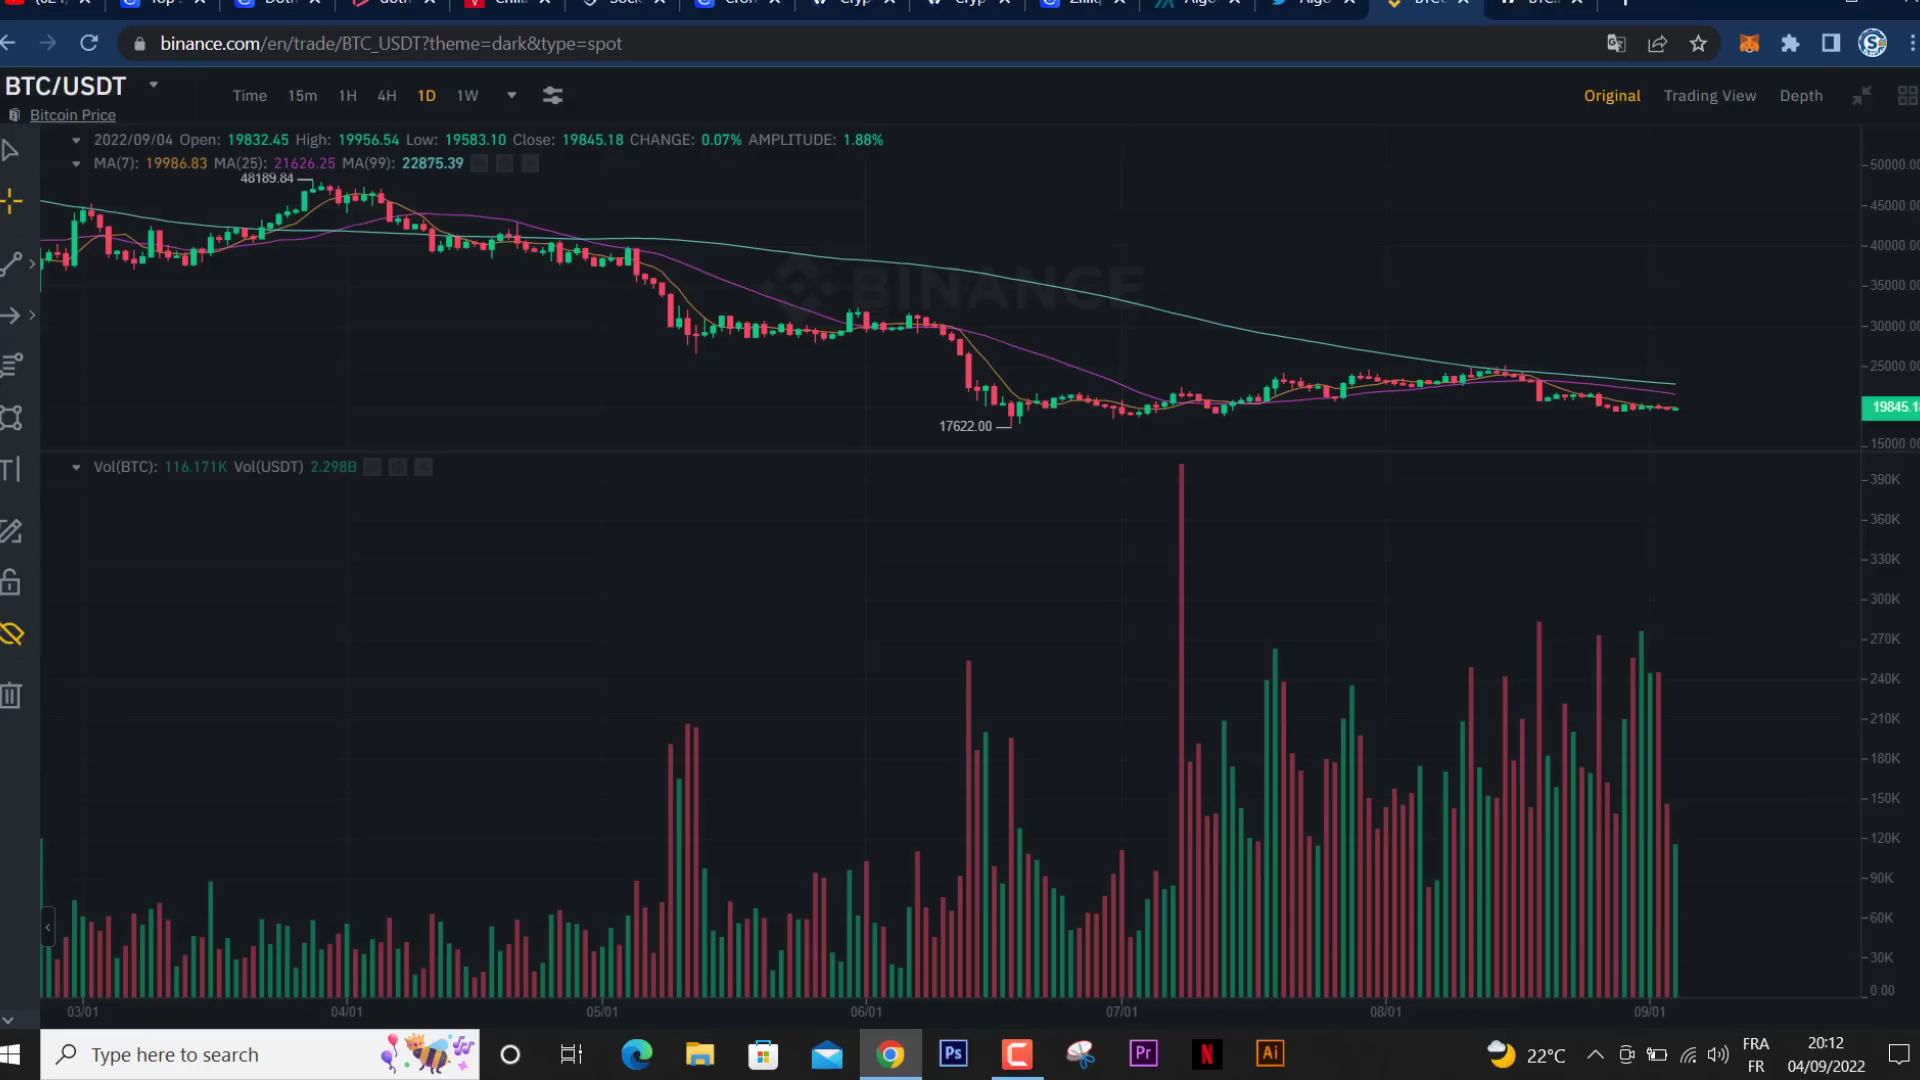 binance.com/en/trade/BTC_USDT?theme=dark&type=spot
BTC/USDT
Bitcoin Price
Time 15m 1H 4H 1D 1W
Original Trading View Depth
2022/09/04 Open: 19832.45 High: 19956.54 Low: 19583.10 Close: 19845.18 CHANGE: 0.07% AMPLITUDE: 1.88%
MA(7): 19986.83 MA(25): 21626.25 MA(99): 22875.39
48189.84
50000.00
45000.00
40000.00
35000.00
30000.00
25000.00
19845.18
15000.00
BINANCE
17622.00
Vol(BTC): 116.171K Vol(USDT) 2.298B
390K
360K
330K
300K
270K
240K
210K
180K
150K
120K
90K
60K
30K
0.00
03/01 04/01 05/01 06/01 07/01 08/01 09/01
Type here to search
Ps
Pr
N
Ai
22°C
FRA
FR
20:12
04/09/2022